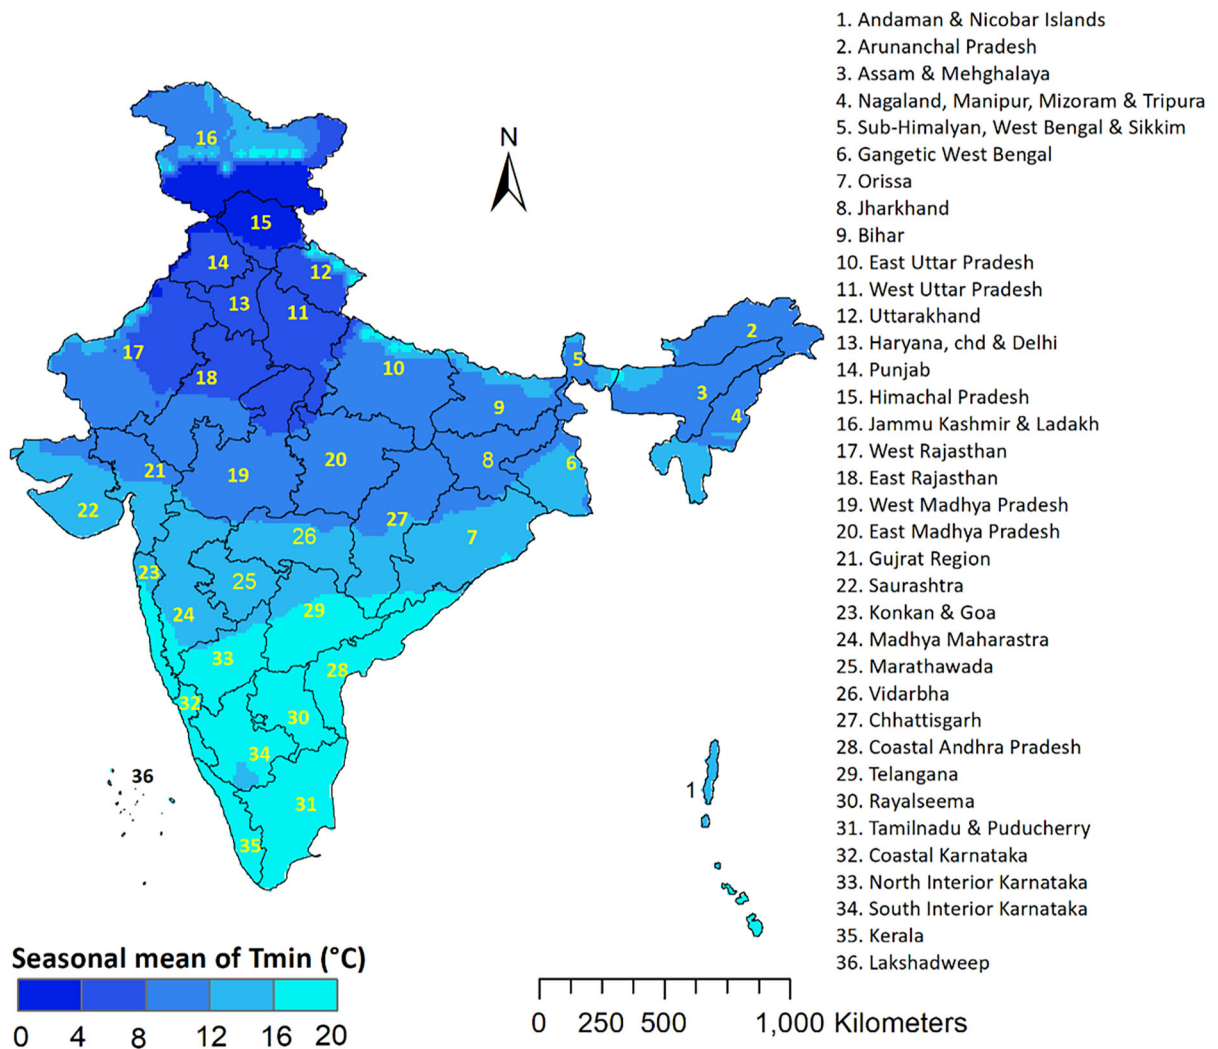 1. Andaman & Nicobar Islands
2. Arunanchal Pradesh
3. Assam & Mehghalaya
4. Nagaland, Manipur, Mizoram & Tripura
5. Sub-Himalyan, West Bengal & Sikkim
6. Gangetic West Bengal
7. Orissa
8. Jharkhand
9. Bihar
10. East Uttar Pradesh
11. West Uttar Pradesh
12. Uttarakhand
13. Haryana, chd & Delhi
14. Punjab
15. Himachal Pradesh
16. Jammu Kashmir & Ladakh
17. West Rajasthan
18. East Rajasthan
19. West Madhya Pradesh
20. East Madhya Pradesh
21. Gujrat Region
22. Saurashtra
23. Konkan & Goa
24. Madhya Maharastra
25. Marathawada
26. Vidarbha
27. Chhattisgarh
28. Coastal Andhra Pradesh
29. Telangana
30. Rayalseema
31. Tamilnadu & Puducherry
32. Coastal Karnataka
33. North Interior Karnataka
34. South Interior Karnataka
35. Kerala
36. Lakshadweep
N
16
15
14
12
13
11
2
17
5
10
18
3
9
4
21
19
20
8
6
22
27
26
7
23
25
24
29
33
28
32
30
34
36
1
31
35
Seasonal mean of Tmin (°C)
0 4 8 12 16 20
0 250 500 1,000 Kilometers